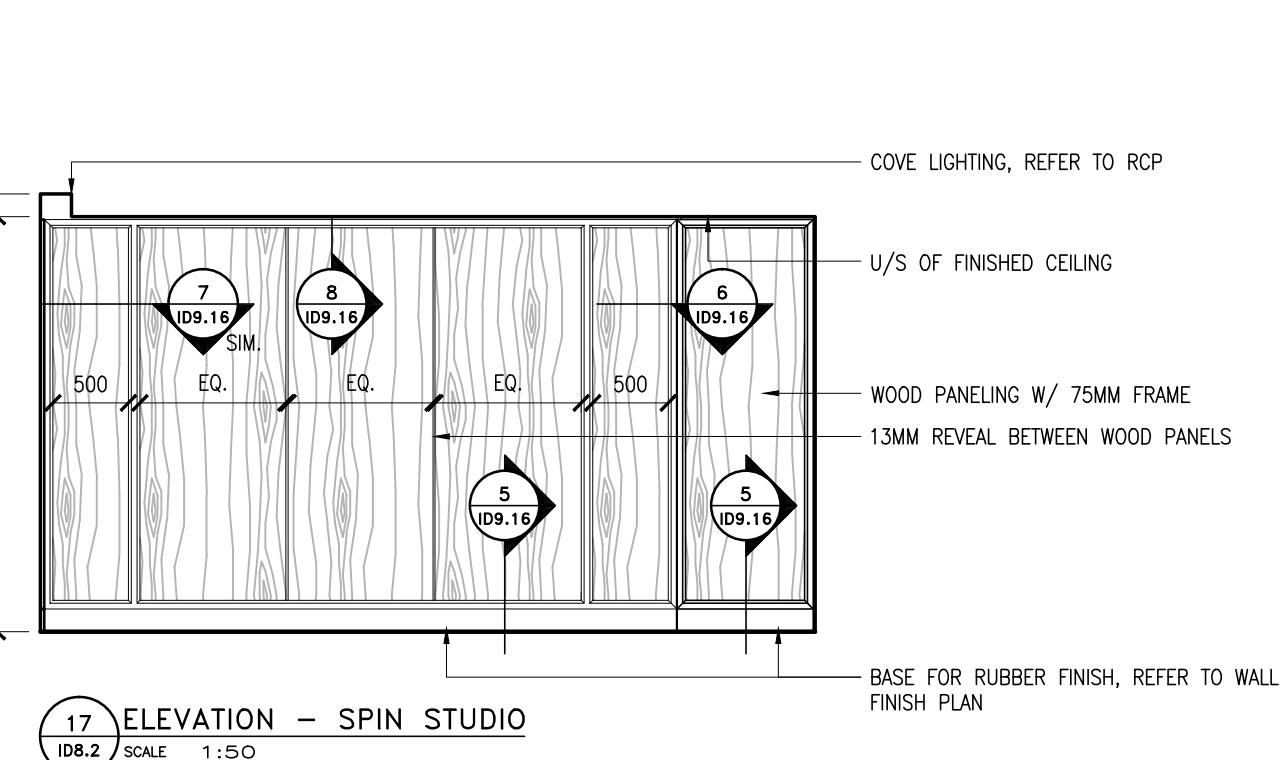 COVE LIGHTING, REFER TO RCP
U/S OF FINISHED CEILING
7
ID9.16
SIM.
8
ID9.16
6
ID9.16
500
EQ.
EQ.
EQ.
500
WOOD PANELING W/ 75MM FRAME
13MM REVEAL BETWEEN WOOD PANELS
5
ID9.16
5
ID9.16
BASE FOR RUBBER FINISH, REFER TO WALL
FINISH PLAN
17
ID8.2
ELEVATION - SPIN STUDIO
SCALE 1:50